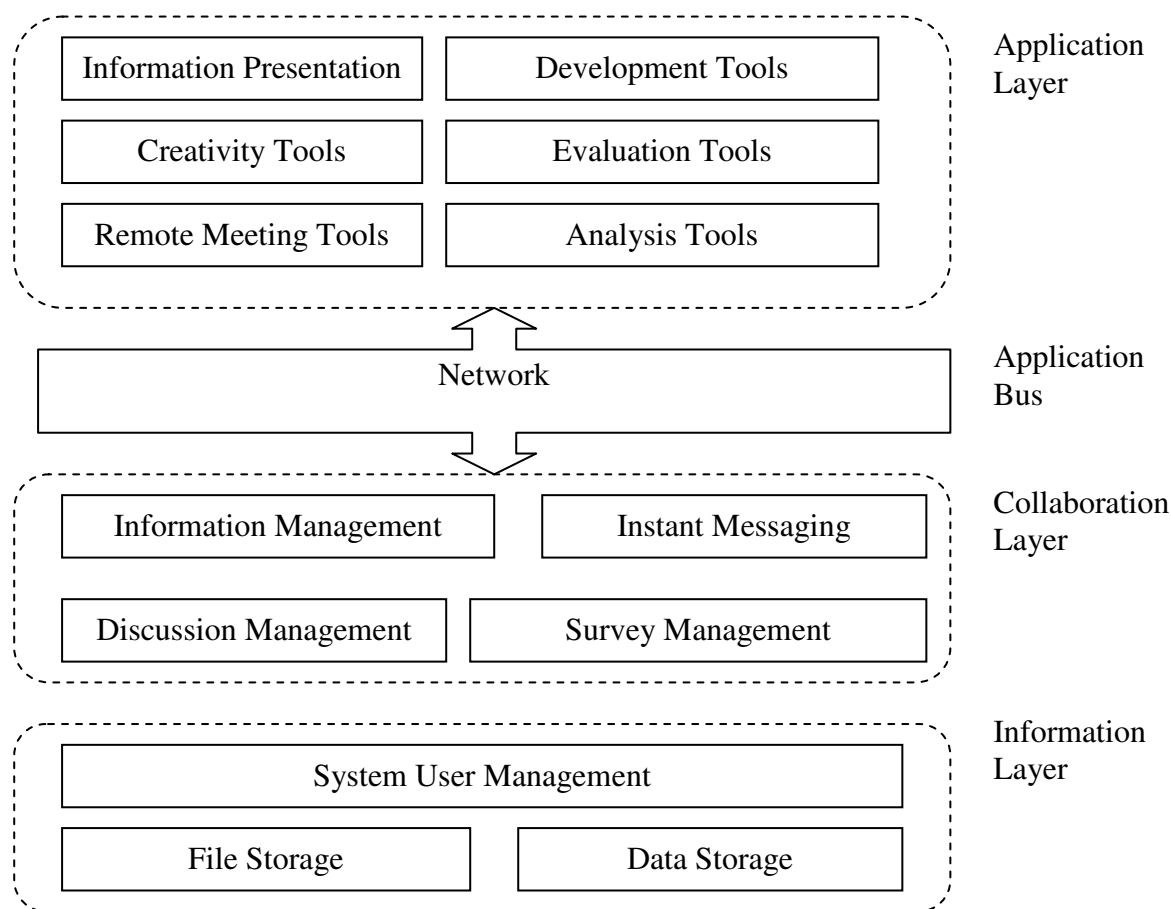 Information Presentation
Development Tools
Application
Layer
Creativity Tools
Evaluation Tools
Remote Meeting Tools
Analysis Tools
Network
Application
Bus
Information Management
Instant Messaging
Collaboration
Layer
Discussion Management
Survey Management
Information
Layer
System User Management
File Storage
Data Storage